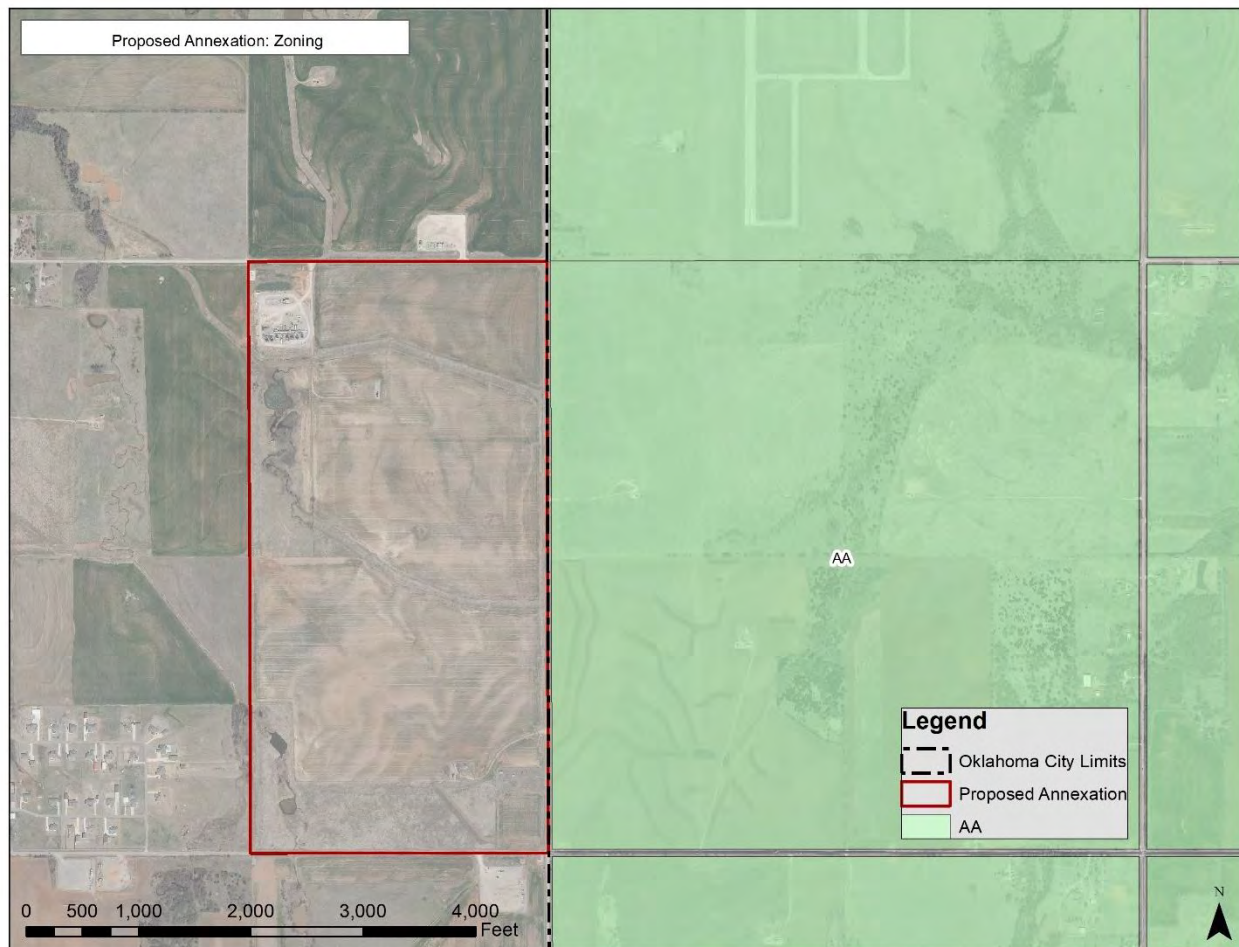 Proposed Annexation: Zoning
AA
Legend
Oklahoma City Limits
Proposed Annexation
AA
0 500 1,000 2,000 3,000 4,000
Feet
N